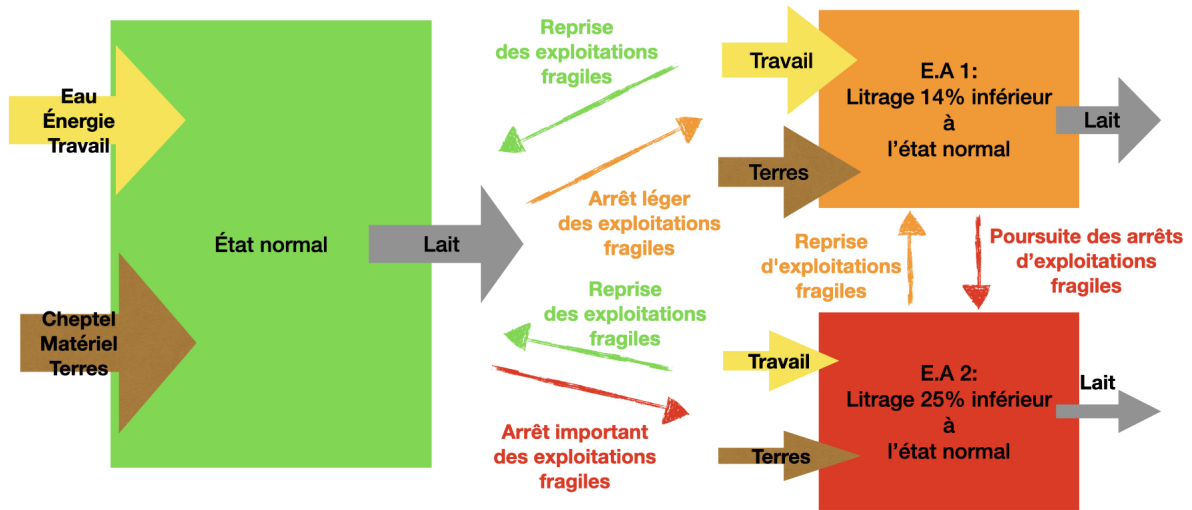 Eau
Énergie
Travail
Cheptel
Matériel
Terres
État normal
Lait
Reprise
des exploitations
fragiles
Arrêt léger
des exploitations
fragiles
Reprise
des exploitations
fragiles
Arrêt important
des exploitations
fragiles
Travail
Terres
E.A 1:
Litrage 14% inférieur
à
l’état normal
Lait
Reprise
d'exploitations
fragiles
Poursuite des arrêts
d’exploitations
fragiles
Travail
Terres
E.A 2:
Litrage 25% inférieur
à
l’état normal
Lait